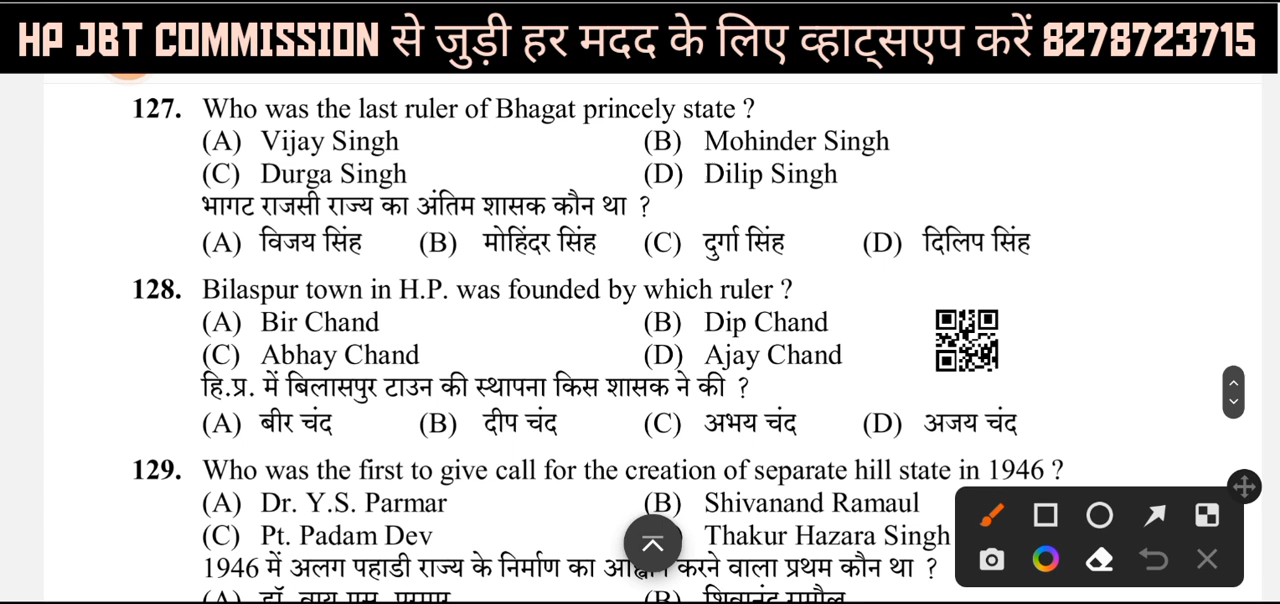 HP JBT COMMISSION से जुड़ी हर मदद के लिए व्हाट्सएप करें 8278723715
127. Who was the last ruler of Bhagat princely state ?
(A) Vijay Singh (B) Mohinder Singh
(C) Durga Singh (D) Dilip Singh
भागट राजसी राज्य का अंतिम शासक कौन था ?
(A) विजय सिंह (B) मोहिंदर सिंह (C) दुर्गा सिंह (D) दिलिप सिंह
128. Bilaspur town in H.P. was founded by which ruler ?
(A) Bir Chand (B) Dip Chand
(C) Abhay Chand (D) Ajay Chand
हि.प्र. में बिलासपुर टाउन की स्थापना किस शासक ने की ?
(A) बीर चंद (B) दीप चंद (C) अभय चंद (D) अजय चंद
129. Who was the first to give call for the creation of separate hill state in 1946 ?
(A) Dr. Y.S. Parmar (B) Shivanand Ramaul
(C) Pt. Padam Dev Thakur Hazara Singh
1946 में अलग पहाडी राज्य के निर्माण का करने वाला प्रथम कौन था ?
(A) (B)